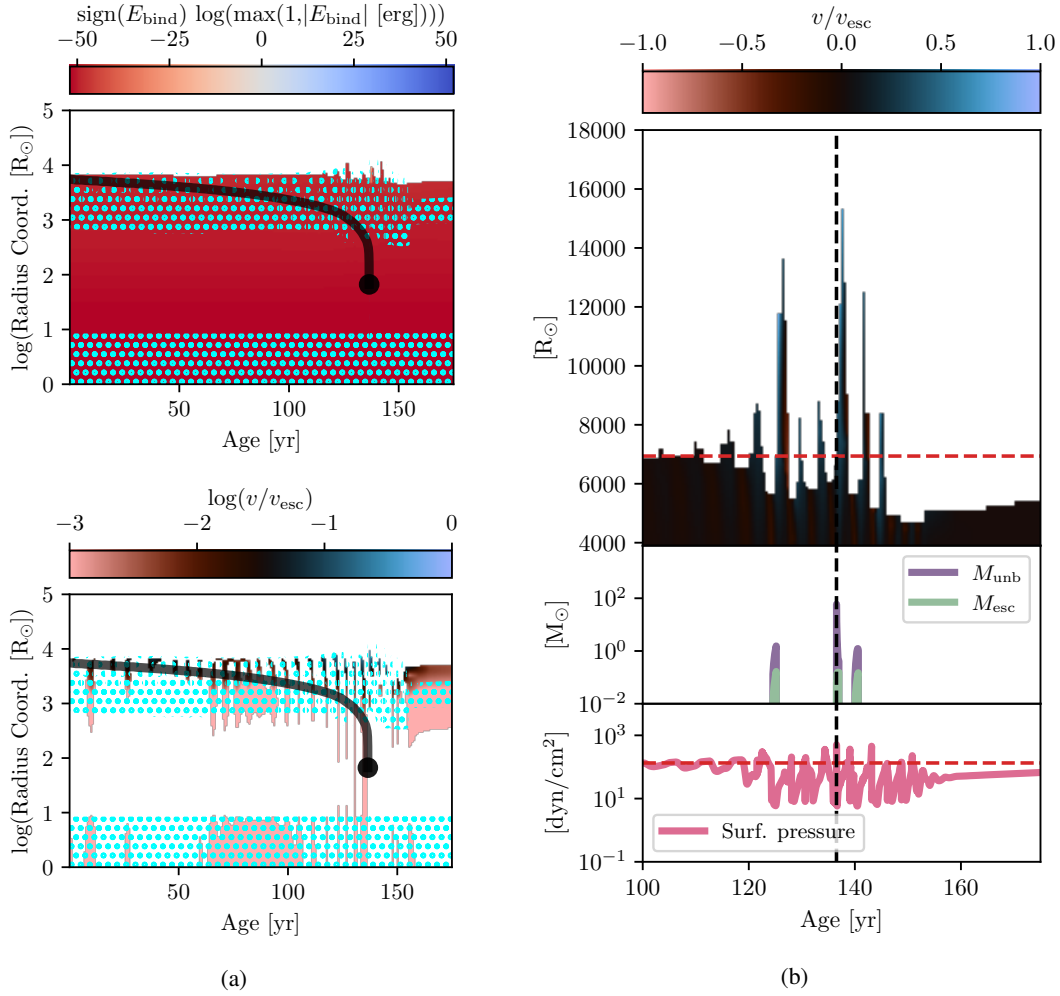 sign(E_bind) log(max(1,|E_bind| [erg])))
−50 −25 0 25 50
5
4
3
2
1
0
log(Radius Coord. [R⊙])
50 100 150
Age [yr]
log(v/v_esc)
−3 −2 −1 0
5
4
3
2
1
0
log(Radius Coord. [R⊙])
50 100 150
Age [yr]
(a)
v/v_esc
−1.0 −0.5 0.0 0.5 1.0
18000
16000
14000
12000
10000
8000
6000
4000
[R⊙]
M_unb
M_esc
10^2
10^0
10^−2
[M⊙]
10^3
10^1
10^−1
[dyn/cm^2]
Surf. pressure
100 120 140 160
Age [yr]
(b)